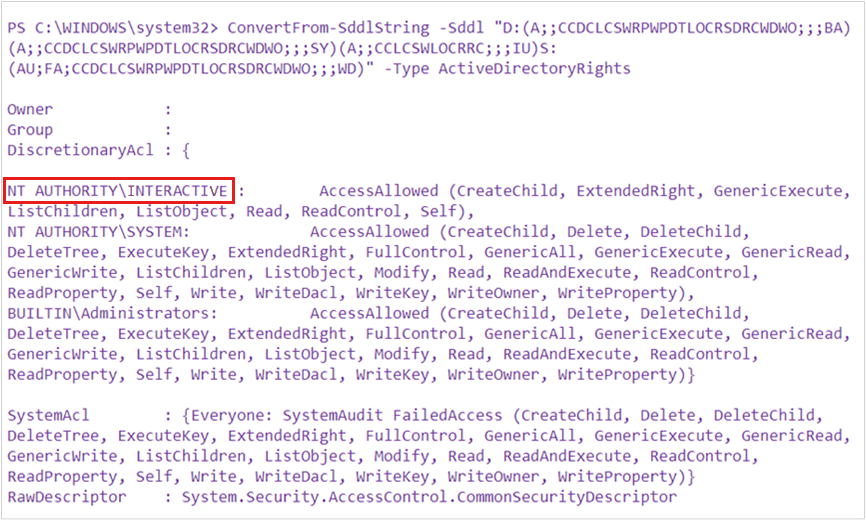 PS C:\WINDOWS\system32> ConvertFrom-SddlString -Sddl "D:(A;;CCDCLCSWRPWPDTLOCRSDRCWDWO;;;BA)
(A;;CCDCLCSWRPWPDTLOCRSDRCWDWO;;;SY)(A;;CCLCSWLOCRRC;;;IU)S:
(AU;FA;CCDCLCSWRPWPDTLOCRSDRCWDWO;;;WD)" -Type ActiveDirectoryRights
Owner :
Group :
DiscretionaryAcl : {
NT AUTHORITY\INTERACTIVE : AccessAllowed (CreateChild, ExtendedRight, GenericExecute,
ListChildren, ListObject, Read, ReadControl, Self),
NT AUTHORITY\SYSTEM: AccessAllowed (CreateChild, Delete, DeleteChild,
DeleteTree, ExecuteKey, ExtendedRight, FullControl, GenericAll, GenericExecute, GenericRead,
GenericWrite, ListChildren, ListObject, Modify, Read, ReadAndExecute, ReadControl,
ReadProperty, Self, Write, WriteDacl, WriteKey, WriteOwner, WriteProperty),
BUILTIN\Administrators: AccessAllowed (CreateChild, Delete, DeleteChild,
DeleteTree, ExecuteKey, ExtendedRight, FullControl, GenericAll, GenericExecute, GenericRead,
GenericWrite, ListChildren, ListObject, Modify, Read, ReadAndExecute, ReadControl,
ReadProperty, Self, Write, WriteDacl, WriteKey, WriteOwner, WriteProperty)}
SystemAcl : {Everyone: SystemAudit FailedAccess (CreateChild, Delete, DeleteChild,
DeleteTree, ExecuteKey, ExtendedRight, FullControl, GenericAll, GenericExecute, GenericRead,
GenericWrite, ListChildren, ListObject, Modify, Read, ReadAndExecute, ReadControl,
ReadProperty, Self, Write, WriteDacl, WriteKey, WriteOwner, WriteProperty)}
RawDescriptor : System.Security.AccessControl.CommonSecurityDescriptor